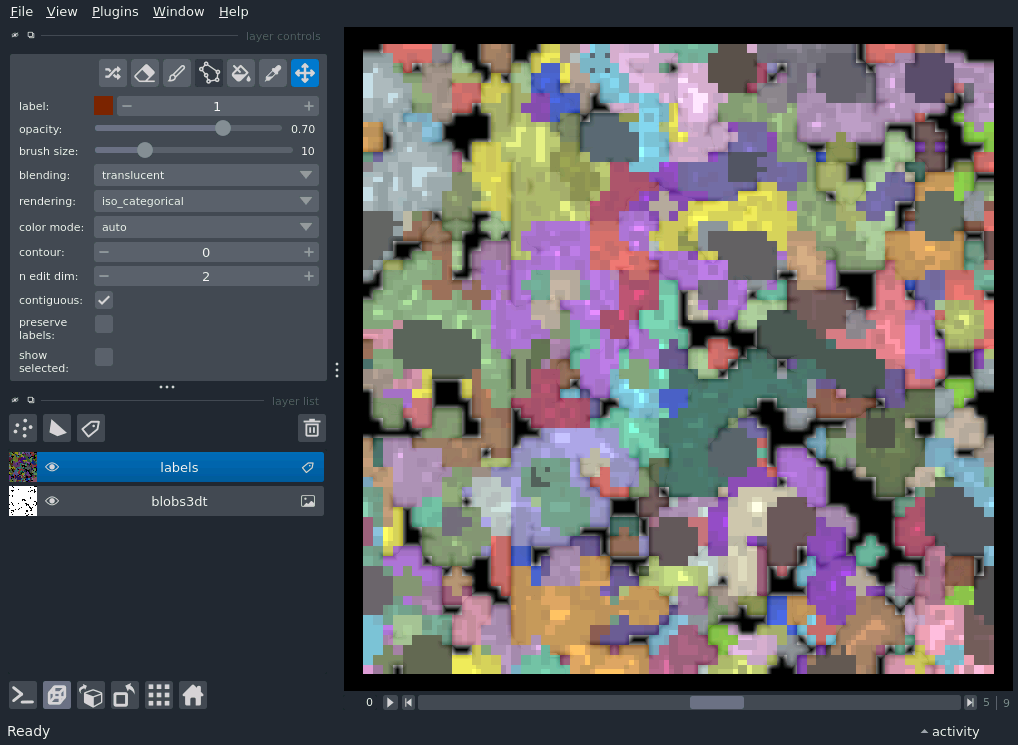 File View Plugins Window Help
layer controls
label: 1
opacity: 0.70
brush size: 10
blending: translucent
rendering: iso_categorical
color mode: auto
contour: 0
n edit dim: 2
contiguous:
preserve
labels:
show
selected:
layer list
labels
blobs3dt
0 5 9
Ready activity